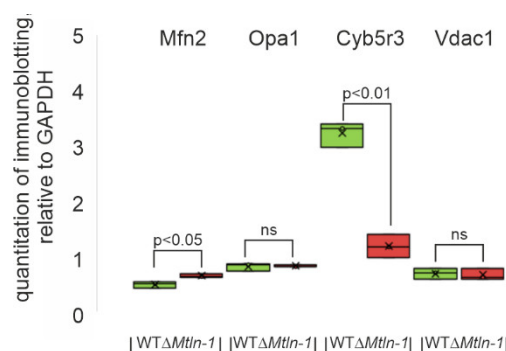 quantitation of immunoblotting,
relative to GAPDH
5
4
3
2
1
0
Mfn2 Opa1 Cyb5r3 Vdac1
p<0.05
ns
p<0.01
ns
|WTΔMtln-1| |WTΔMtln-1| |WTΔMtln-1| |WTΔMtln-1|